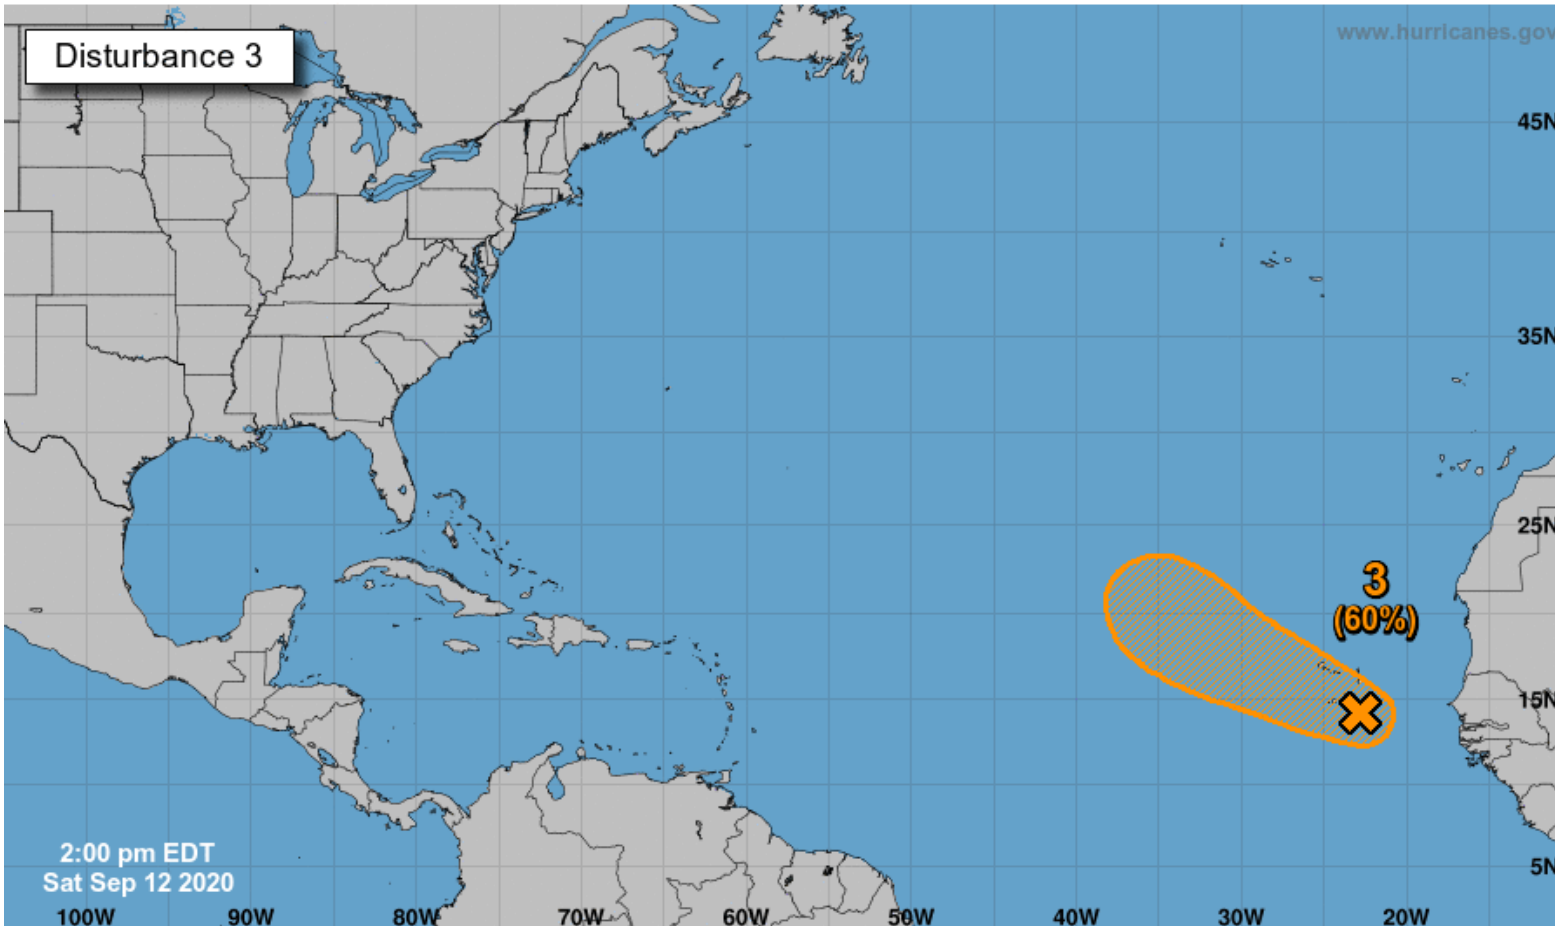 Disturbance 3
www.hurricanes.gov
45N
35N
25N
3
(60%)
15N
2:00 pm EDT
Sat Sep 12 2020
5N
100W 90W 80W 70W 60W 50W 40W 30W 20W